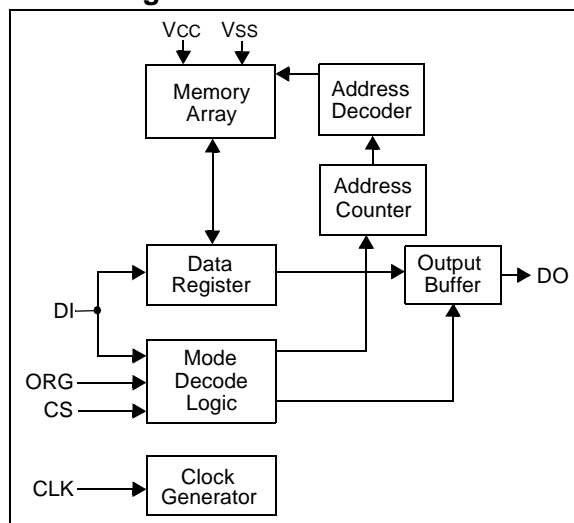 VCC VSS
Memory
Array
Address
Decoder
Address
Counter
Data
Register
Output
Buffer
DO
DI
Mode
Decode
Logic
ORG
CS
CLK
Clock
Generator